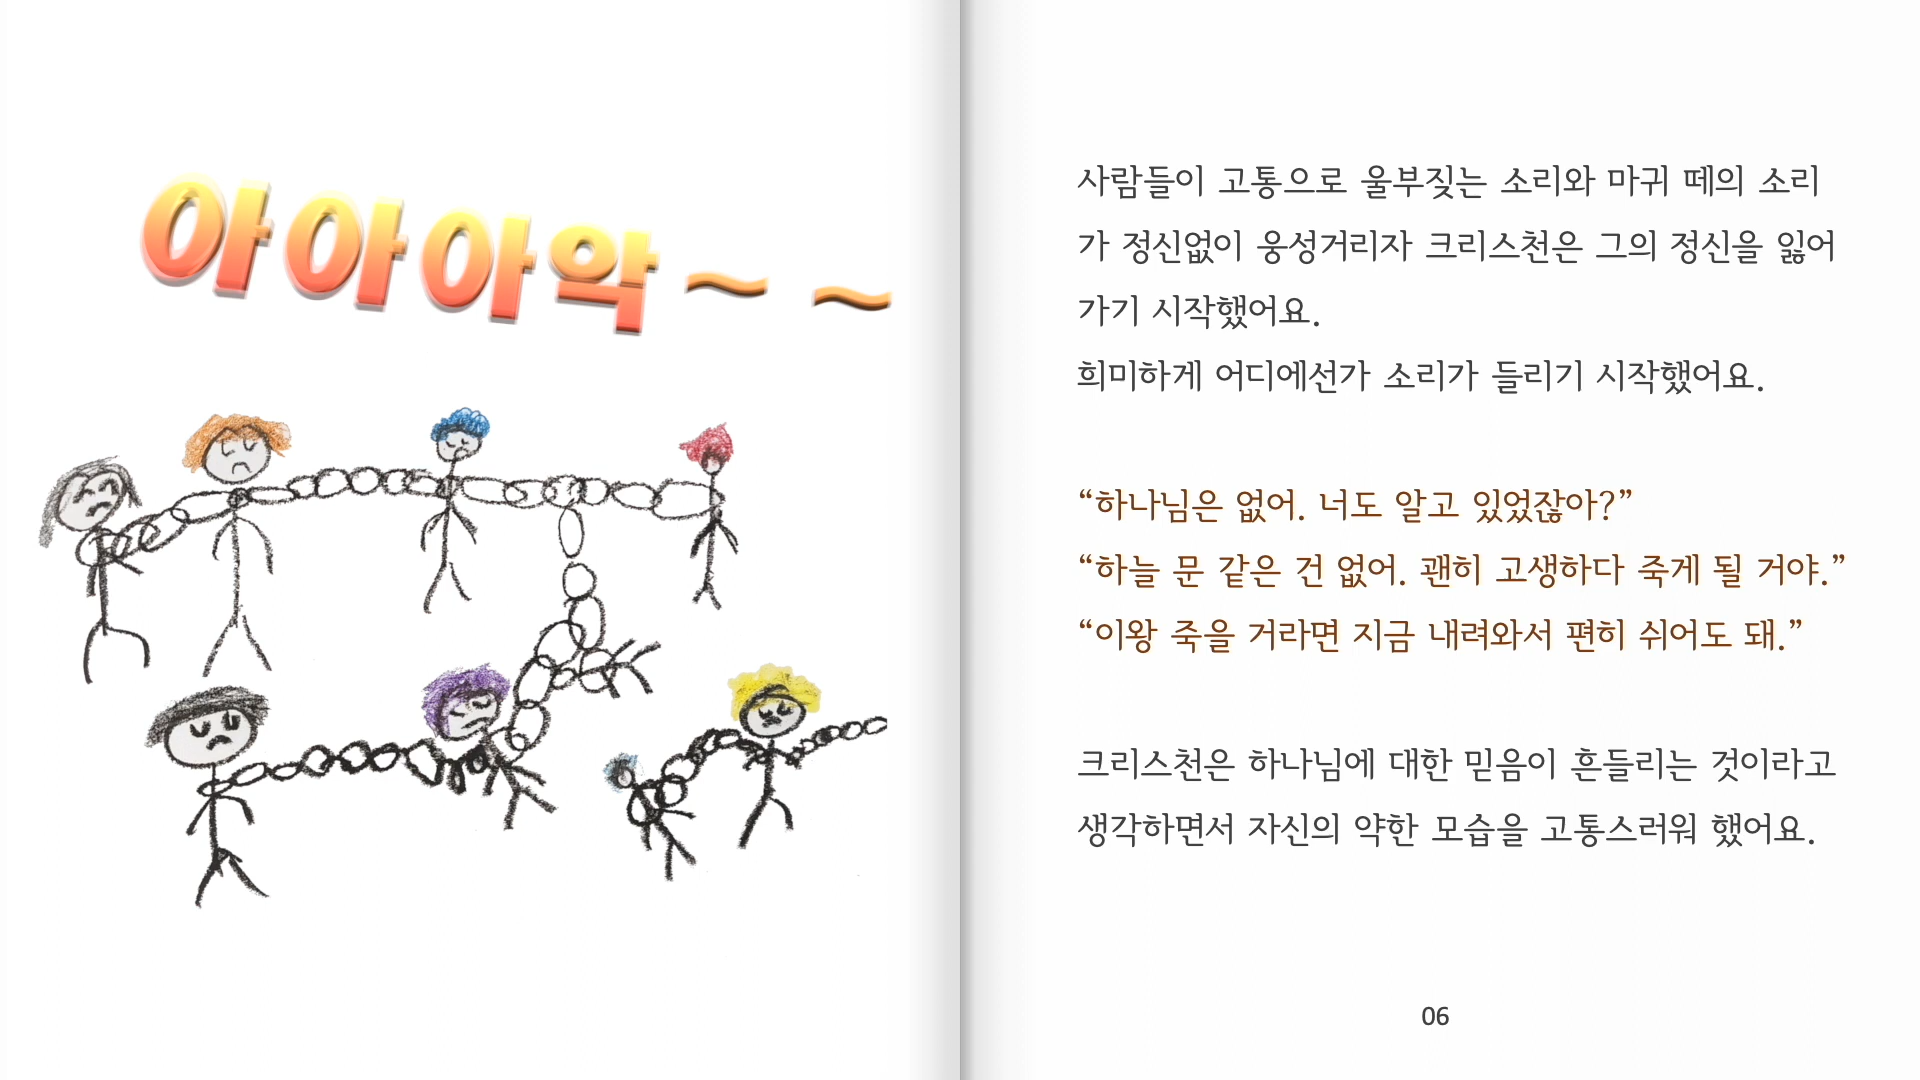 아아아악~ ~
사람들이 고통으로 울부짖는 소리와 마귀 떼의 소리
가 정신없이 웅성거리자 크리스천은 그의 정신을 잃어
가기 시작했어요.
희미하게 어디에선가 소리가 들리기 시작했어요.
“하나님은 없어. 너도 알고 있었잖아?”
“하늘 문 같은 건 없어. 괜히 고생하다 죽게 될 거야.”
“이왕 죽을 거라면 지금 내려와서 편히 쉬어도 돼.”
크리스천은 하나님에 대한 믿음이 흔들리는 것이라고
생각하면서 자신의 약한 모습을 고통스러워 했어요.
06